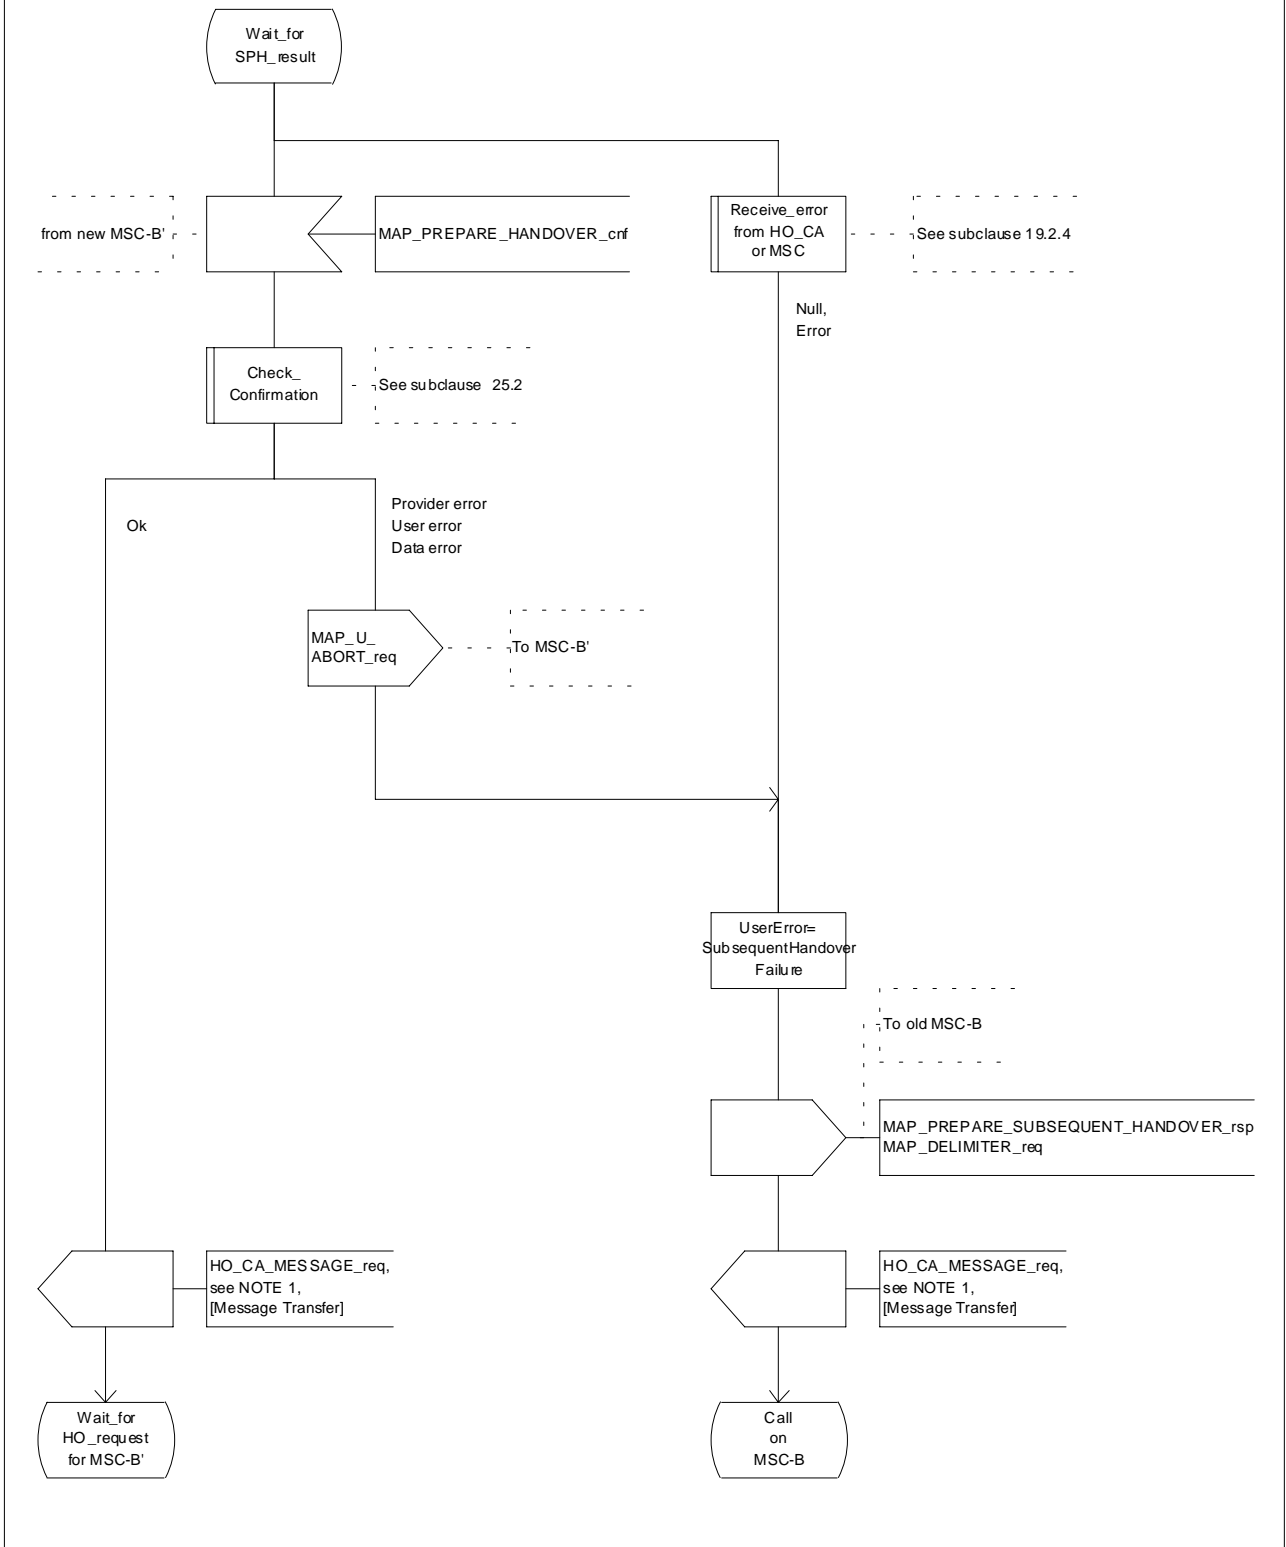 Wait_for
SPH_result
from new MSC-B'
MAP_PREPARE_HANDOVER_cnf
Receive_error
from HO_CA
or MSC
See subclause 19.2.4
Null,
Error
Check_
Confirmation
See subclause 25.2
Ok
Provider error
User error
Data error
MAP_U_
ABORT_req
To MSC-B'
UserError=
SubsequentHandover
Failure
To old MSC-B
MAP_PREPARE_SUBSEQUENT_HANDOVER_rsp
MAP_DELIMITER_req
HO_CA_MESSAGE_req,
see NOTE 1,
[Message Transfer]
HO_CA_MESSAGE_req,
see NOTE 1,
[Message Transfer]
Wait_for
HO_request
for MSC-B'
Call
on
MSC-B